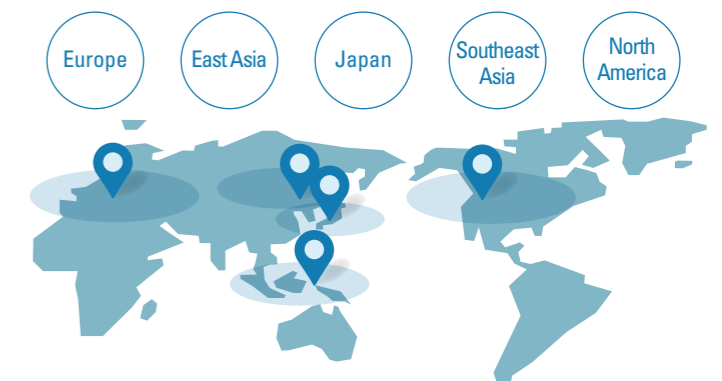 Europe
East Asia
Japan
Southeast
Asia
North
America